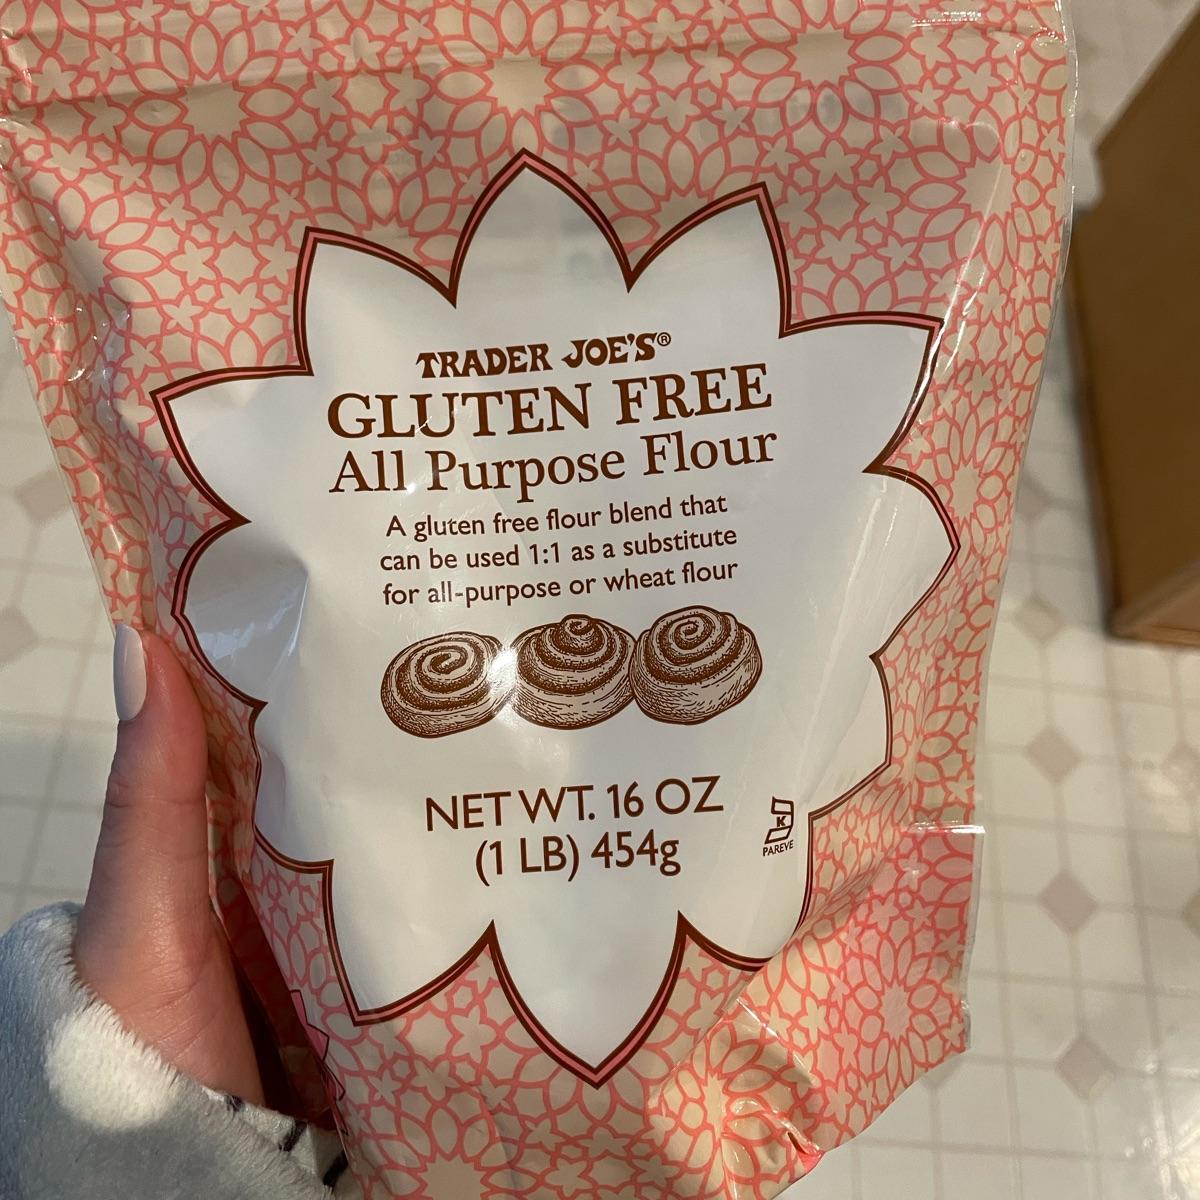 TRADER JOE'S®
GLUTEN FREE
All Purpose Flour
A gluten free flour blend that
can be used 1:1 as a substitute
for all-purpose or wheat flour
NET WT. 16 OZ
(1 LB) 454g
K
PAREVE